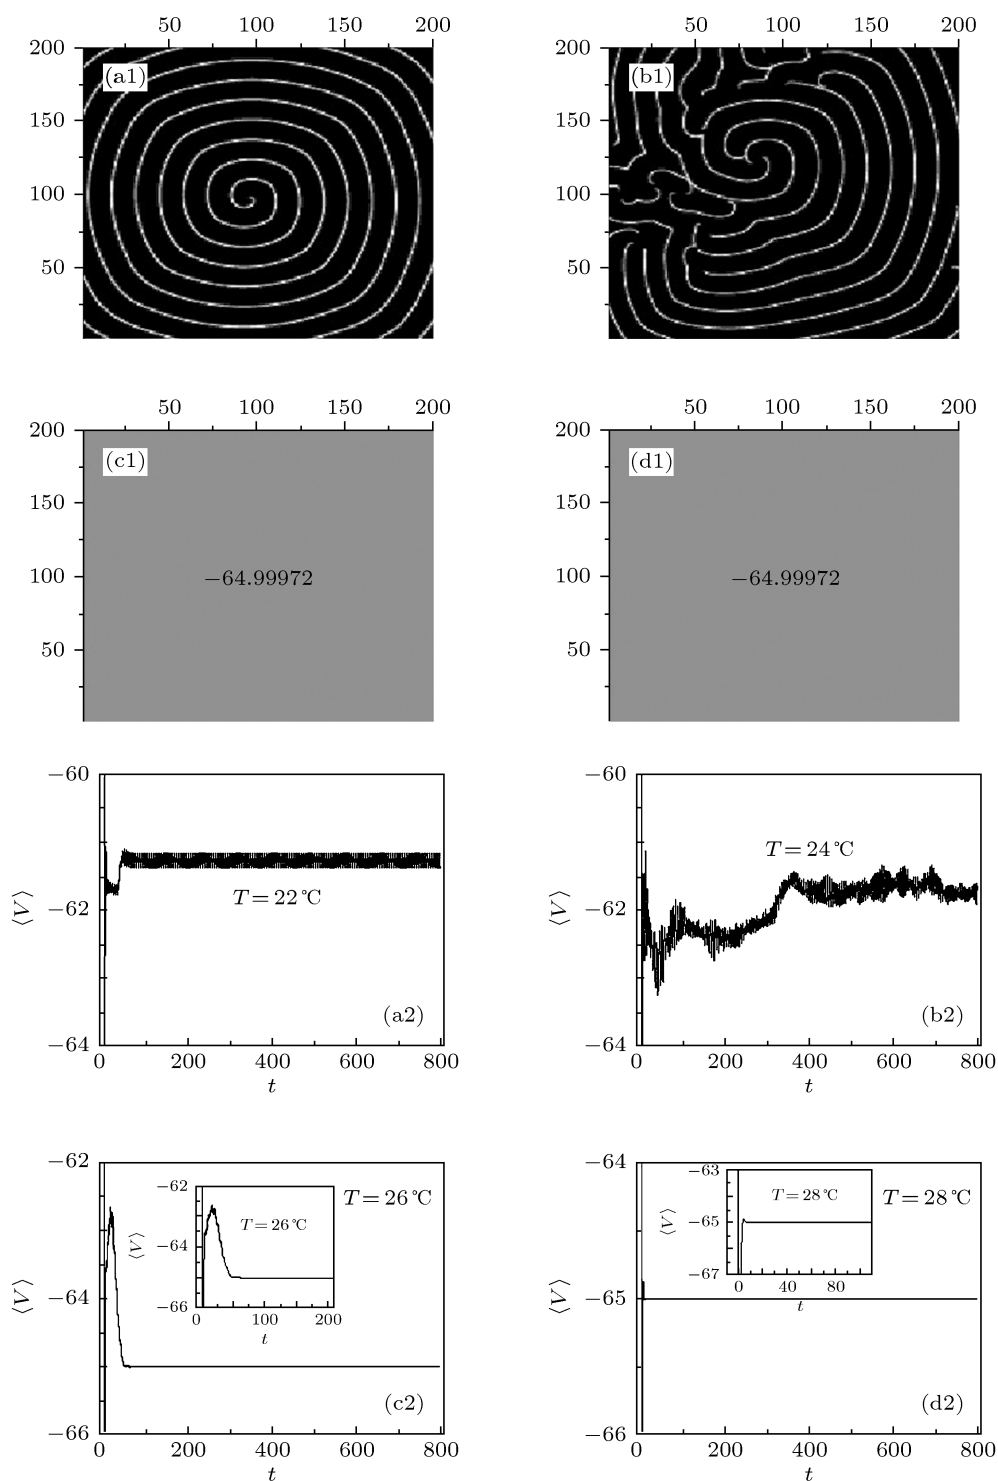 50 100 150 200
50 100 150 200
200
(a1)
150
100
50
200
(b1)
150
100
50
50 100 150 200
50 100 150 200
200
(c1)
150
100
−64.99972
50
200
(d1)
150
100
−64.99972
50
−60
−62
−64
⟨V⟩
T = 22 °C
(a2)
0 200 400 600 800
t
−60
−62
−64
⟨V⟩
T = 24 °C
(b2)
0 200 400 600 800
t
−62
−64
−66
⟨V⟩
T = 26 °C
−62
−64
−66
⟨V⟩
T = 26 °C
0 100 200
t
(c2)
0 200 400 600 800
t
−64
−65
−66
⟨V⟩
T = 28 °C
−63
−65
−67
⟨V⟩
T = 28 °C
0 40 80
t
(d2)
0 200 400 600 800
t